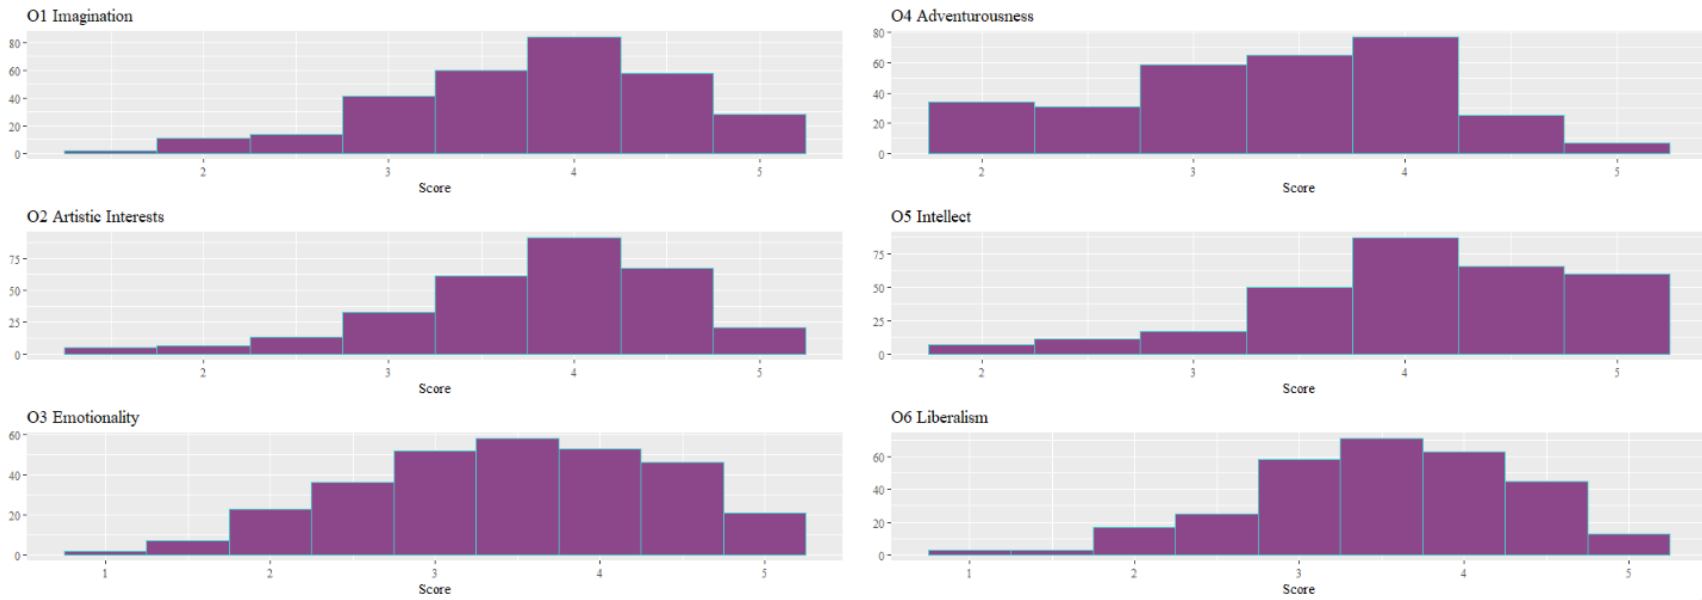 O1 Imagination
80
60
40
20
0
2 3 4 5
Score
O4 Adventurousness
80
60
40
20
0
2 3 4 5
Score
O2 Artistic Interests
75
50
25
0
2 3 4 5
Score
O5 Intellect
75
50
25
0
2 3 4 5
Score
O3 Emotionality
60
40
20
0
1 2 3 4 5
Score
O6 Liberalism
60
40
20
0
1 2 3 4 5
Score